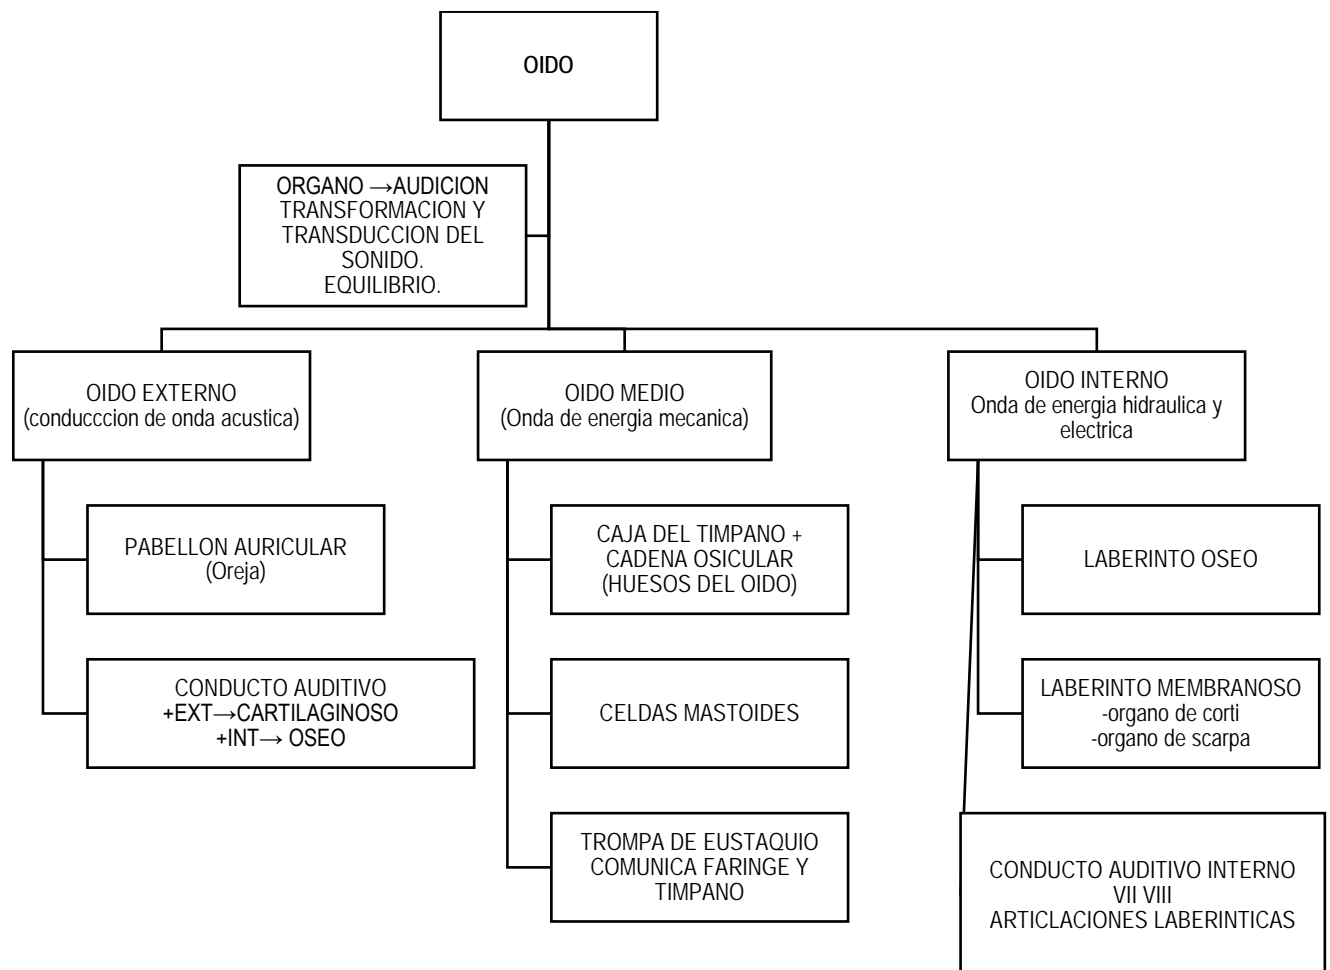 OIDO
ORGANO →AUDICION
TRANSFORMACION Y
TRANSDUCCION DEL
SONIDO.
EQUILIBRIO.
OIDO EXTERNO
(conducccion de onda acustica)
PABELLON AURICULAR
(Oreja)
CONDUCTO AUDITIVO
+EXT→CARTILAGINOSO
+INT→ OSEO
OIDO MEDIO
(Onda de energia mecanica)
CAJA DEL TIMPANO +
CADENA OSICULAR
(HUESOS DEL OIDO)
CELDAS MASTOIDES
TROMPA DE EUSTAQUIO
COMUNICA FARINGE Y
TIMPANO
OIDO INTERNO
Onda de energia hidraulica y
electrica
LABERINTO OSEO
LABERINTO MEMBRANOSO
-organo de corti
-organo de scarpa
CONDUCTO AUDITIVO INTERNO
VII VIII
ARTICLACIONES LABERINTICAS